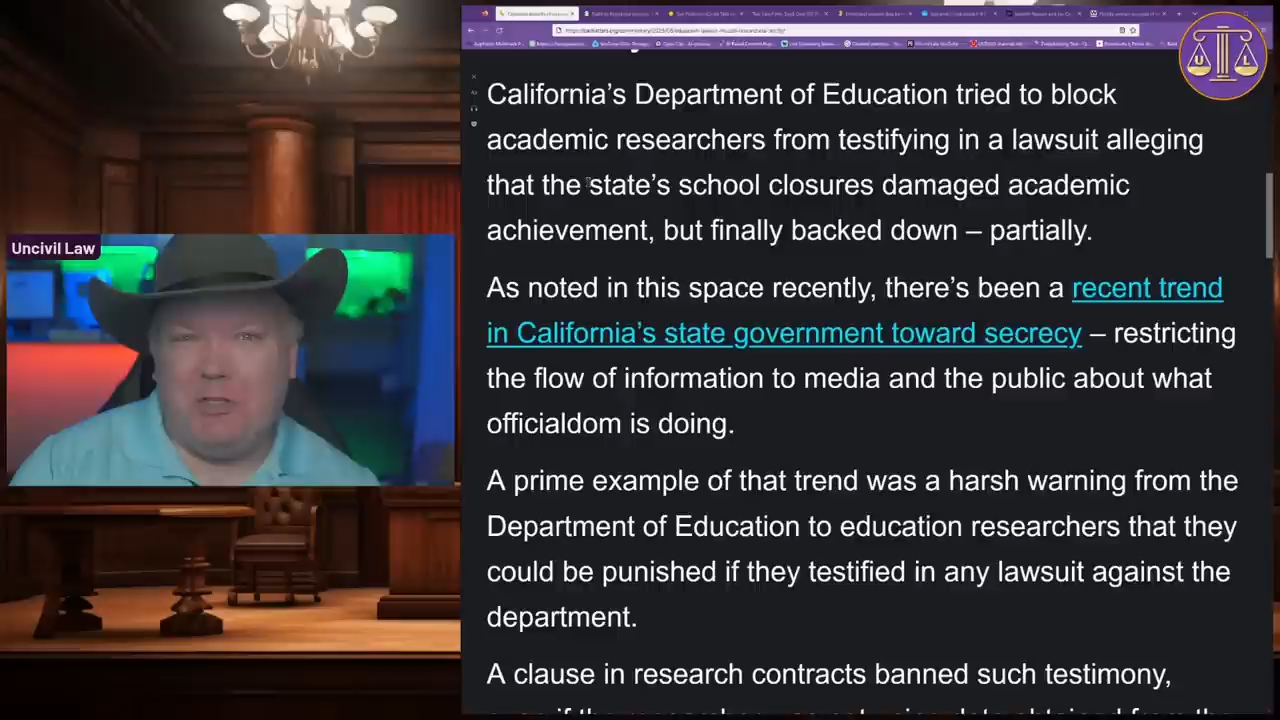 Uncivil Law
U L
California’s Department of Education tried to block
academic researchers from testifying in a lawsuit alleging
that the state’s school closures damaged academic
achievement, but finally backed down – partially.
As noted in this space recently, there’s been a recent trend
in California’s state government toward secrecy – restricting
the flow of information to media and the public about what
officialdom is doing.
A prime example of that trend was a harsh warning from the
Department of Education to education researchers that they
could be punished if they testified in any lawsuit against the
department.
A clause in research contracts banned such testimony,